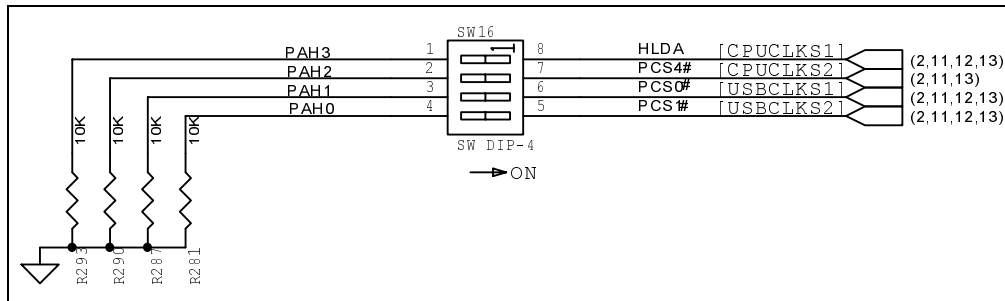 SW16
1
PAH3 1 8 HLDA [CPUCLKS1] (2,11,12,13)
PAH2 2 7 PCS4# [CPUCLKS2] (2,11,13)
PAH1 3 6 PCS0# [USBCLKS1] (2,11,12,13)
PAH0 4 5 PCS1# [USBCLKS2] (2,11,12,13)
SW DIP-4
ON
10K 10K 10K 10K
R293 R290 R287 R281